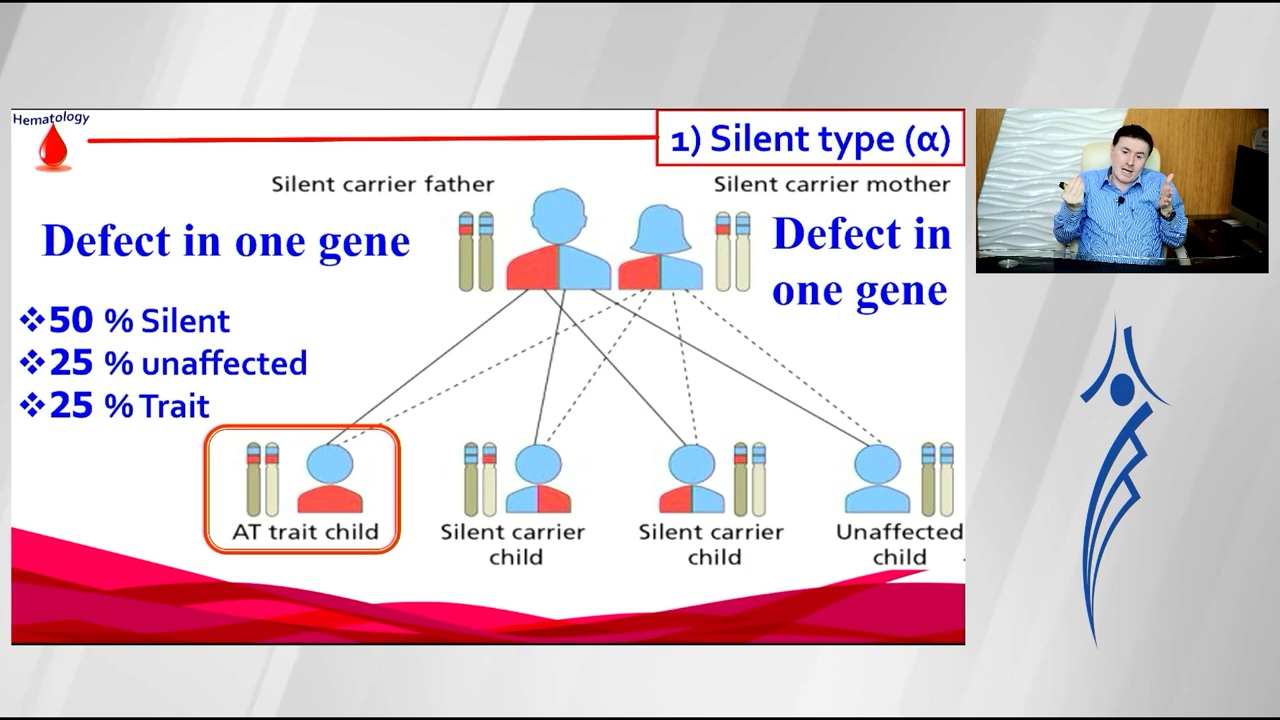 Hematology
1) Silent type (α)
Silent carrier father
Silent carrier mother
Defect in one gene
Defect in
one gene
❖50 % Silent
❖25 % unaffected
❖25 % Trait
AT trait child
Silent carrier
child
Silent carrier
child
Unaffected
child